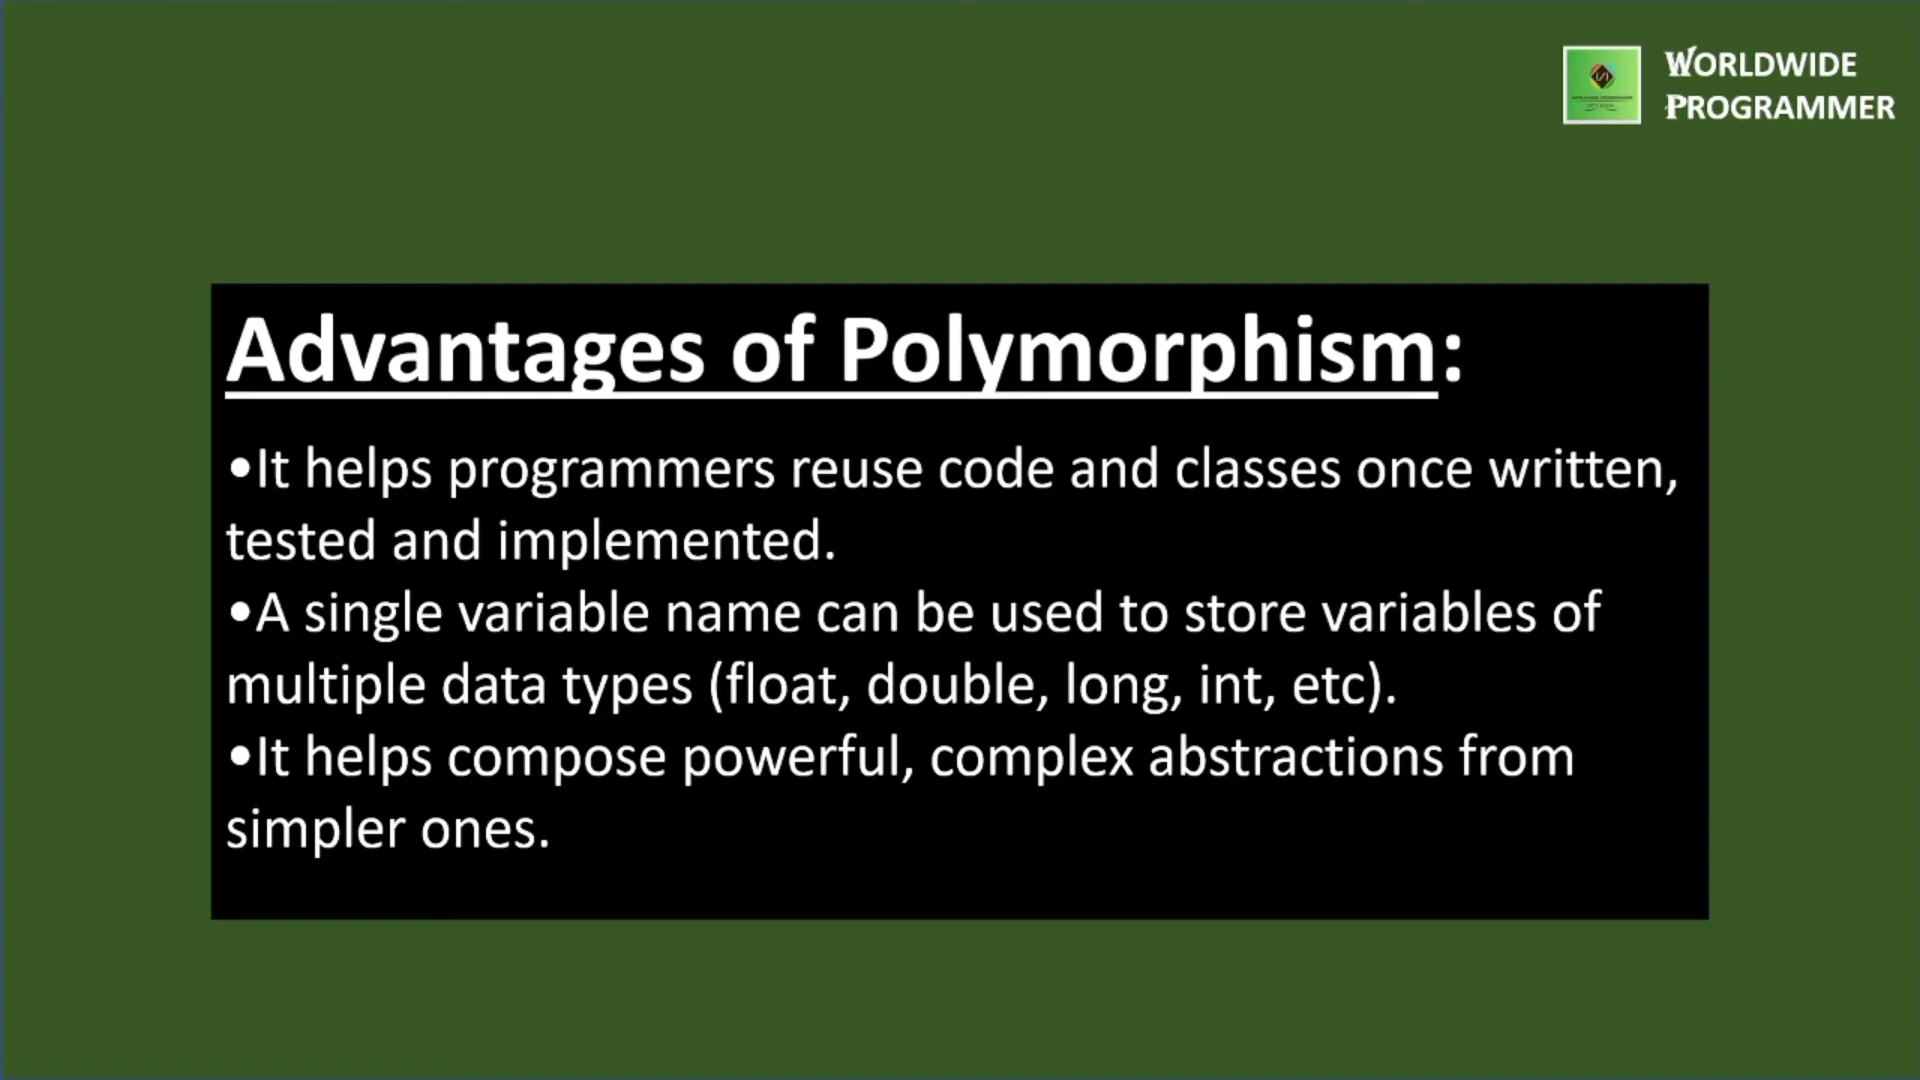 WORLDWIDE
PROGRAMMER
Advantages of Polymorphism:
•It helps programmers reuse code and classes once written,
tested and implemented.
•A single variable name can be used to store variables of
multiple data types (float, double, long, int, etc).
•It helps compose powerful, complex abstractions from
simpler ones.